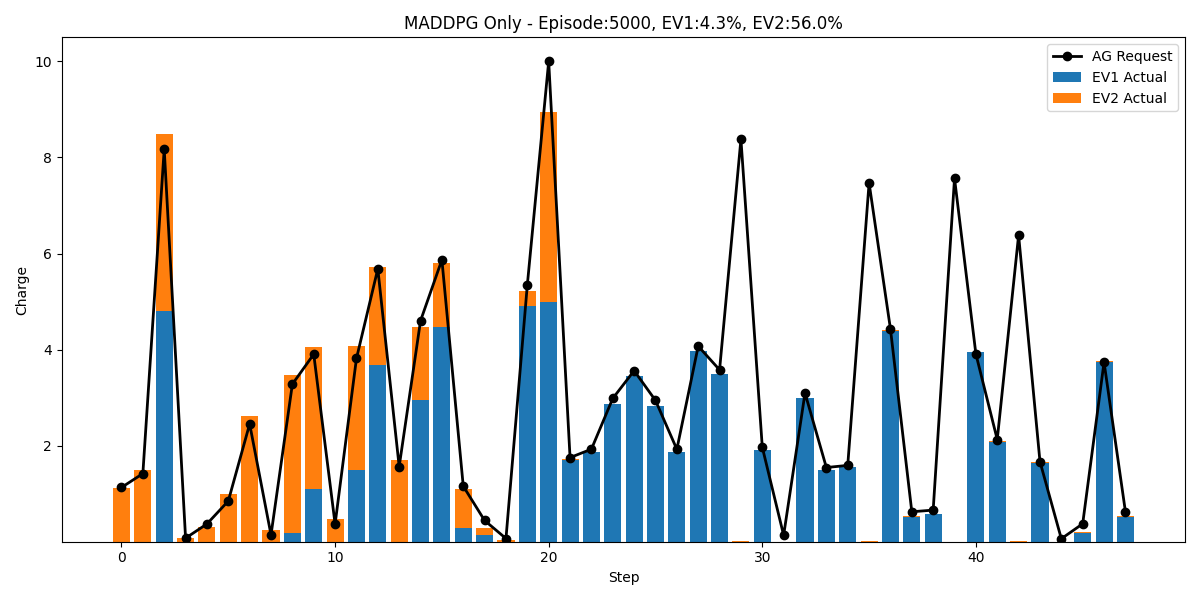 MADDPG Only - Episode:5000, EV1:4.3%, EV2:56.0%
AG Request
EV1 Actual
EV2 Actual
Charge
10
8
6
4
2
0
10
20
30
40
Step